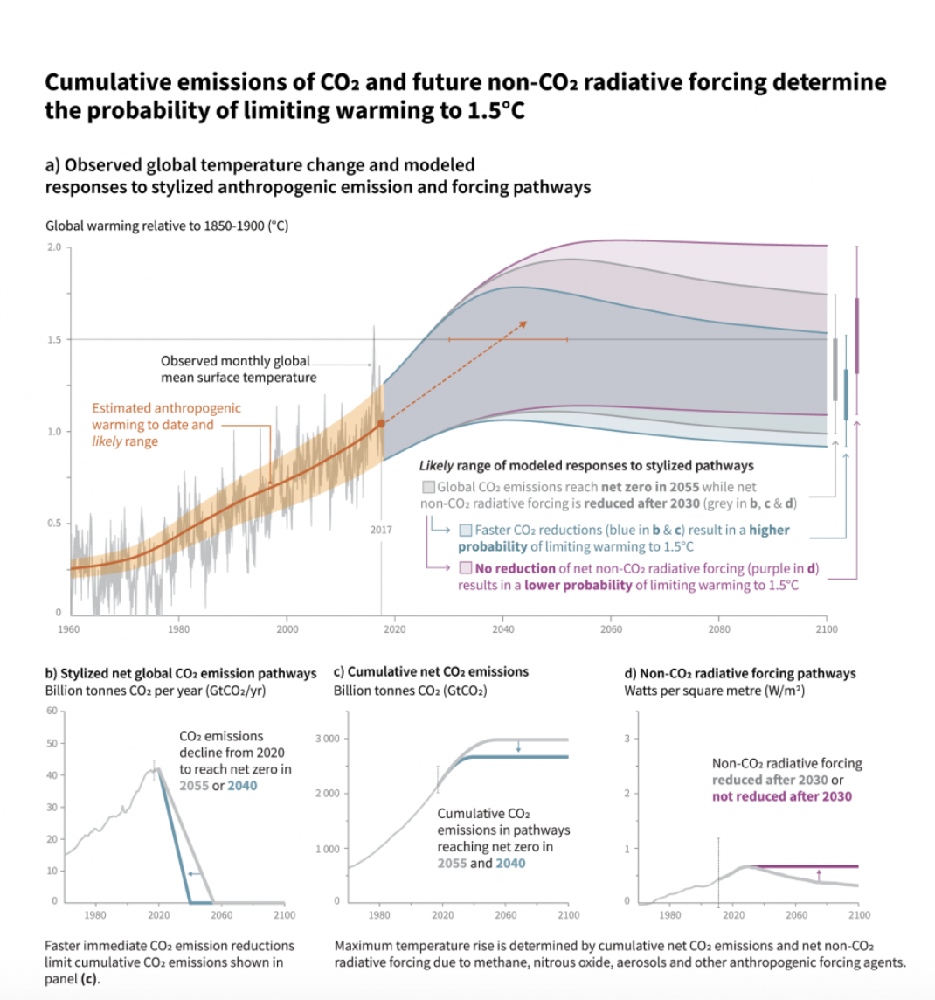 Cumulative emissions of CO₂ and future non-CO₂ radiative forcing determine
the probability of limiting warming to 1.5°C
a) Observed global temperature change and modeled
responses to stylized anthropogenic emission and forcing pathways
Global warming relative to 1850-1900 (°C)
2.0
1.5
1.0
0.5
0
Observed monthly global
mean surface temperature
Estimated anthropogenic
warming to date and
likely range
2017
Likely range of modeled responses to stylized pathways
Global CO₂ emissions reach net zero in 2055 while net
non-CO₂ radiative forcing is reduced after 2030 (grey in b, c & d)
Faster CO₂ reductions (blue in b & c) result in a higher
probability of limiting warming to 1.5°C
No reduction of net non-CO₂ radiative forcing (purple in d)
results in a lower probability of limiting warming to 1.5°C
1960 1980 2000 2020 2040 2060 2080 2100
b) Stylized net global CO₂ emission pathways
Billion tonnes CO₂ per year (GtCO₂/yr)
60
50
40
30
20
10
0
CO₂ emissions
decline from 2020
to reach net zero in
2055 or 2040
1980 2020 2060 2100
c) Cumulative net CO₂ emissions
Billion tonnes CO₂ (GtCO₂)
3 000
2 000
1 000
0
Cumulative CO₂
emissions in pathways
reaching net zero in
2055 and 2040
1980 2020 2060 2100
d) Non-CO₂ radiative forcing pathways
Watts per square metre (W/m²)
3
2
1
0
Non-CO₂ radiative forcing
reduced after 2030 or
not reduced after 2030
1980 2020 2060 2100
Faster immediate CO₂ emission reductions
limit cumulative CO₂ emissions shown in
panel (c).
Maximum temperature rise is determined by cumulative net CO₂ emissions and net non-CO₂
radiative forcing due to methane, nitrous oxide, aerosols and other anthropogenic forcing agents.